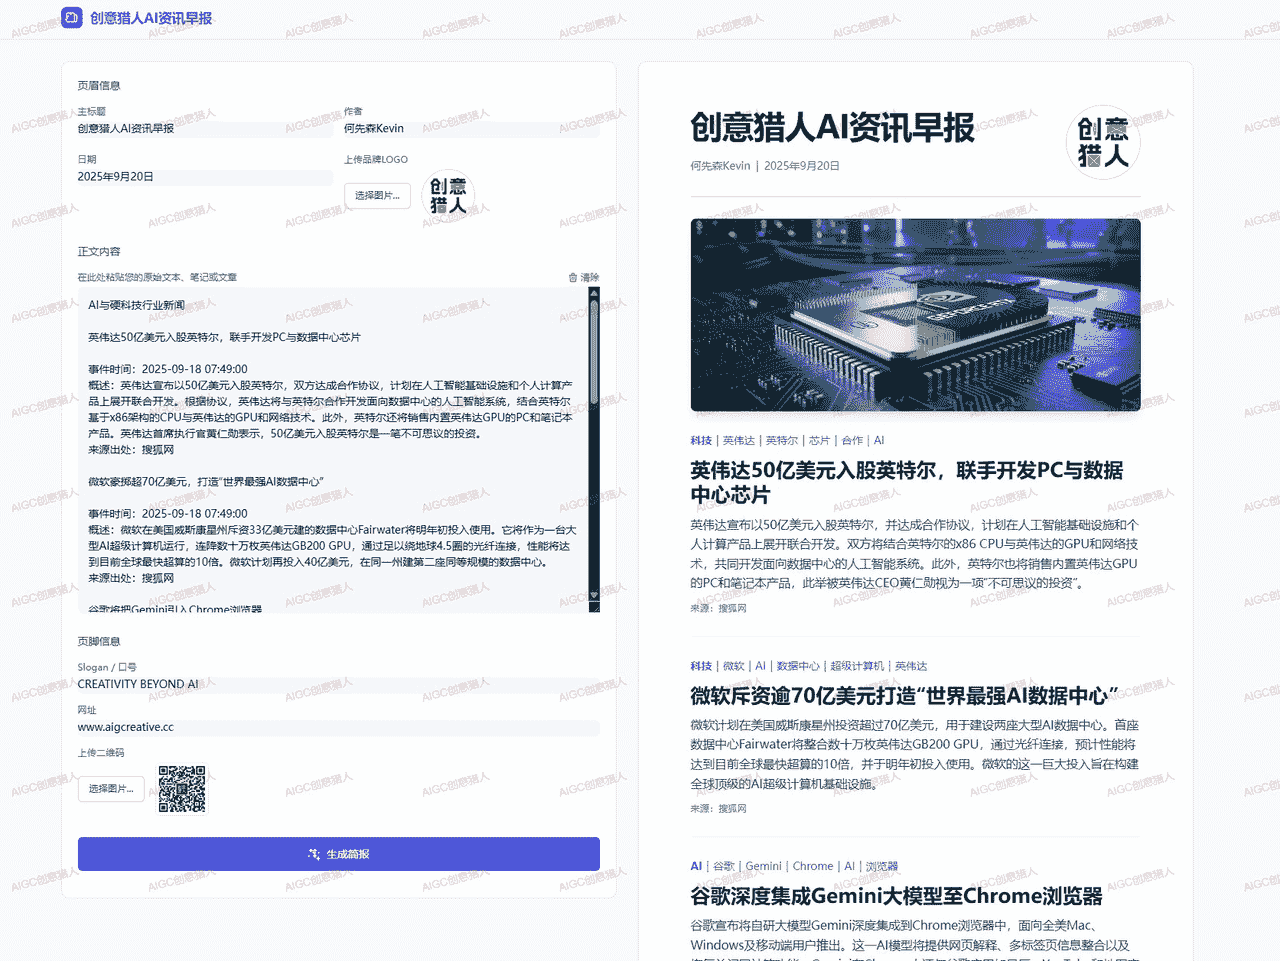 创意猎人AI资讯早报
页眉信息
主标题
创意猎人AI资讯早报
作者
何先森Kevin
日期
2025年9月20日
上传品牌LOGO
选择图片...
创意
猎人
正文内容
在此处粘贴您的原始文本、笔记或文章
清除
AI与硬科技行业新闻
英伟达50亿美元入股英特尔，联手开发PC与数据中心芯片
事件时间：2025-09-18 07:49:00
概述：英伟达宣布以50亿美元入股英特尔，双方达成合作协议，计划在人工智能基础设施和个人计算产
品上展开联合开发。根据协议，英伟达将与英特尔合作开发面向数据中心的人工智能系统，结合英特尔
基于x86架构的CPU与英伟达的GPU和网络技术。此外，英特尔还将销售内置英伟达GPU的PC和笔记本
产品。英伟达首席执行官黄仁勋表示，50亿美元入股英特尔是一笔不可思议的投资。
来源出处：搜狐网
微软豪掷超70亿美元，打造“世界最强AI数据中心”
事件时间：2025-09-18 07:49:00
概述：微软在美国威斯康星州斥资33亿美元建的数据中心Fairwater将明年初投入使用。它将作为一台大
型AI超级计算机运行，连降数十万枚英伟达GB200 GPU，通过足以绕地球4.5圈的光纤连接，性能将达
到目前全球最快超算的10倍。微软计划再投入40亿美元，在同一州建第二座同等规模的数据中心。
来源出处：搜狐网
谷歌将把Gemini引入Chrome浏览器
页脚信息
Slogan / 口号
CREATIVITY BEYOND AI
网址
www.aigcreative.cc
上传二维码
选择图片...
生成简报
创意猎人AI资讯早报
何先森Kevin | 2025年9月20日
创意
猎人
科技 | 英伟达 | 英特尔 | 芯片 | 合作 | AI
英伟达50亿美元入股英特尔，联手开发PC与数据
中心芯片
英伟达宣布以50亿美元入股英特尔，并达成合作协议，计划在人工智能基础设施和个
人计算产品上展开联合开发。双方将结合英特尔的x86 CPU与英伟达的GPU和网络技
术，共同开发面向数据中心的人工智能系统。此外，英特尔也将销售内置英伟达GPU
的PC和笔记本产品，此举被英伟达CEO黄仁勋视为一项“不可思议的投资”。
来源：搜狐网
科技 | 微软 | AI | 数据中心 | 超级计算机 | 英伟达
微软斥资逾70亿美元打造“世界最强AI数据中心”
微软计划在美国威斯康星州投资超过70亿美元，用于建设两座大型AI数据中心。首座
数据中心Fairwater将整合数十万枚英伟达GB200 GPU，通过光纤连接，预计性能将
达到目前全球最快超算的10倍，并于明年初投入使用。微软的这一巨大投入旨在构建
全球顶级的AI超级计算机基础设施。
来源：搜狐网
AI | 谷歌 | Gemini | Chrome | AI | 浏览器
谷歌深度集成Gemini大模型至Chrome浏览器
谷歌宣布将自研大模型Gemini深度集成到Chrome浏览器中，面向全美Mac、
Windows及移动端用户推出。这一AI模型将提供网页解释、多标签页信息整合以及
AIGC创意猎人